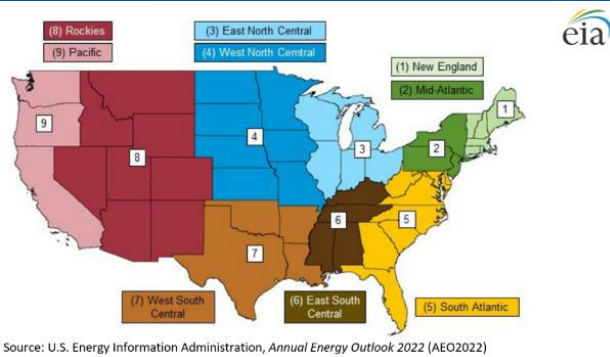 eia
(8) Rockies
(9) Pacific
(3) East North Central
(4) West North Cemtral
(1) New England
(2) Mid-Atlantic
1
9
4
2
3
8
6
5
7
(7) West South
Central
(6) East South
Central
(5) South Atlantic
Source: U.S. Energy Information Administration, Annual Energy Outlook 2022 (AEO2022)